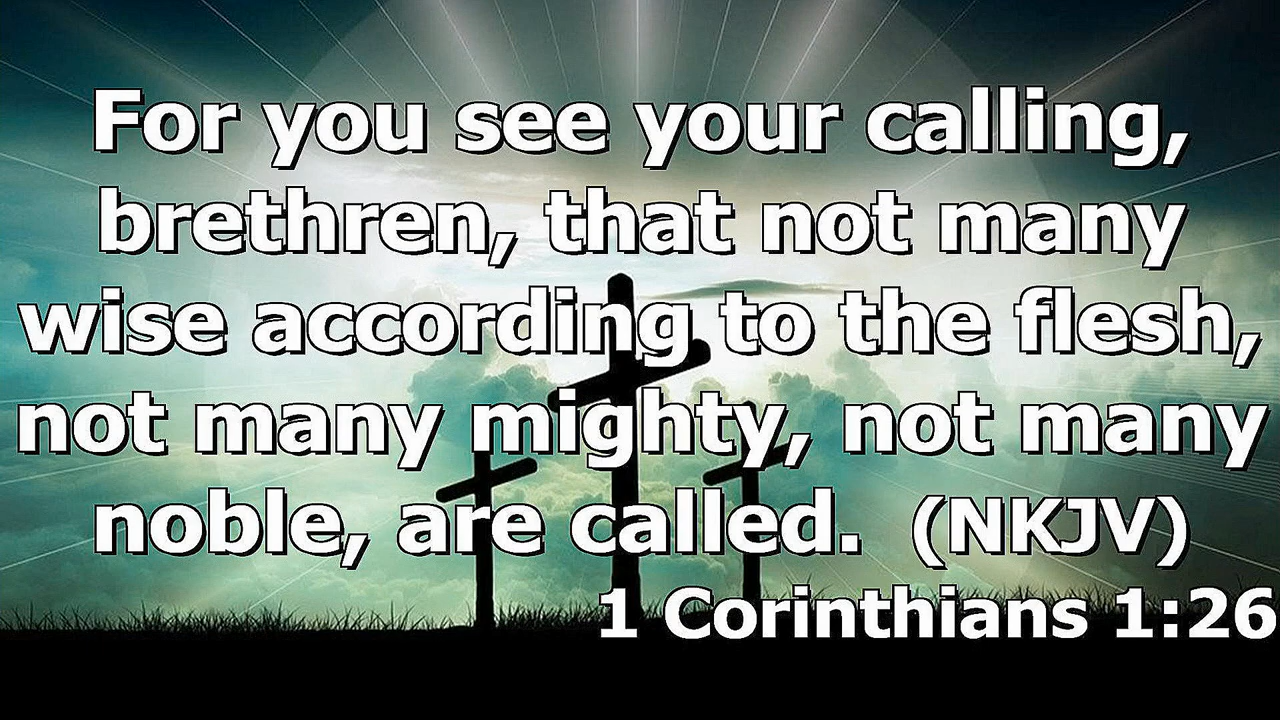 For you see your calling,
brethren, that not many
wise according to the flesh,
not many mighty, not many
noble, are called.  (NKJV)
1 Corinthians 1:26